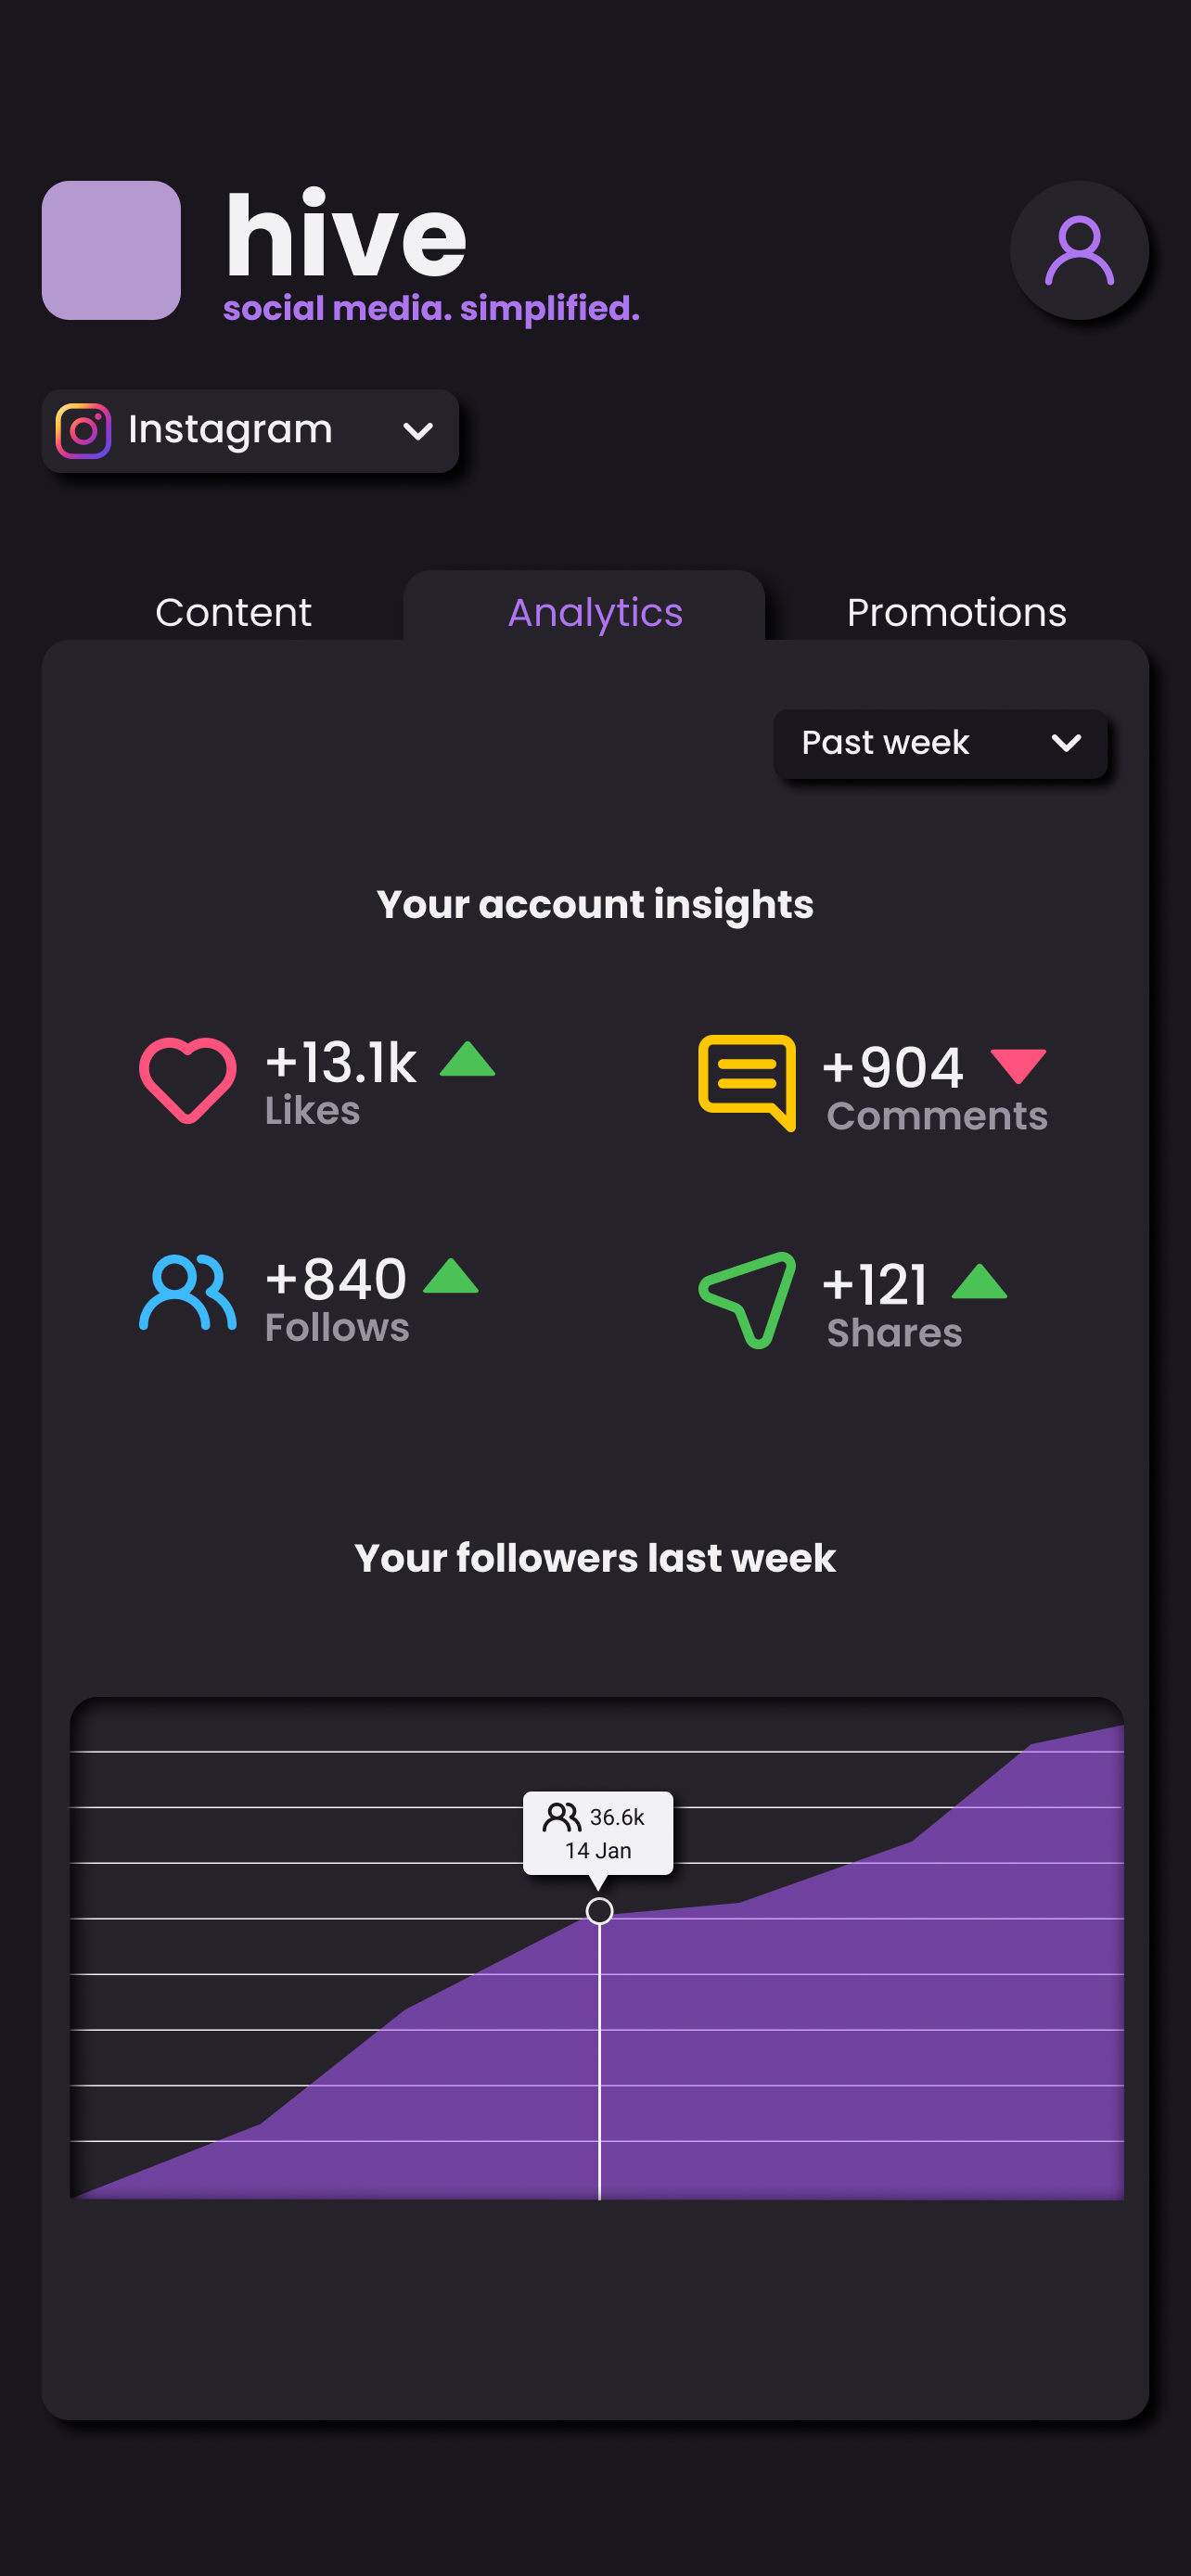 hive
social media. simplified.
Instagram
Content
Analytics
Promotions
Past week
Your account insights
+13.1k
Likes
+904
Comments
+840
Follows
+121
Shares
Your followers last week
36.6k
14 Jan